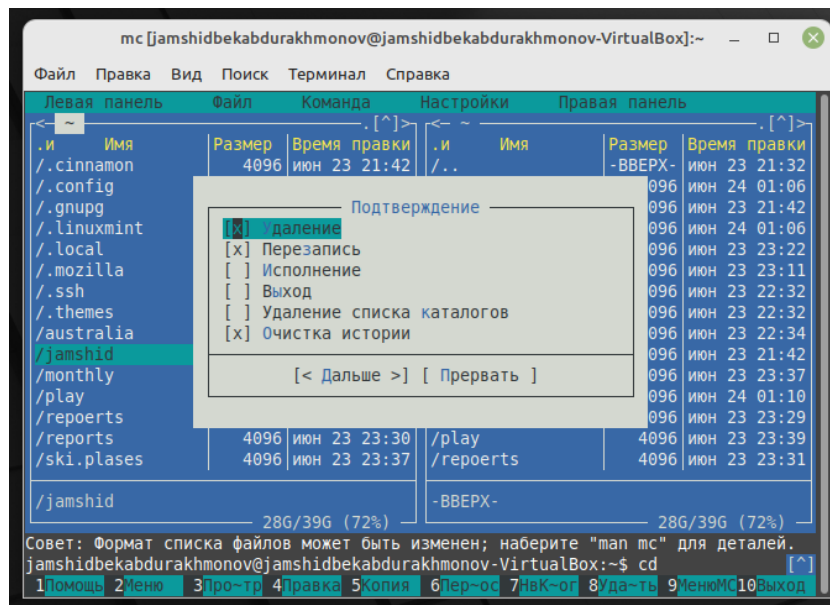 mc [jamshidbekabdurakhmonov@jamshidbekabdurakhmonov-VirtualBox]:~
Файл Правка Вид Поиск Терминал Справка
Левая панель Файл Команда Настройки Правая панель
<— ~ .[^]> <— ~ .[^]>
.и Имя Размер Время правки .и Имя Размер Время правки
/.cinnamon 4096 июн 23 21:42 /.. -ВВЕРХ- июн 23 21:32
/.config 096 июн 24 01:06
/.gnupg 096 июн 23 21:42
/.linuxmint 096 июн 24 01:06
/.local 096 июн 23 23:22
/.mozilla 096 июн 23 23:11
/.ssh 096 июн 23 22:32
/.themes 096 июн 23 22:32
/australia 096 июн 23 22:34
/jamshid 096 июн 23 21:42
/monthly 096 июн 23 23:37
/play 096 июн 24 01:10
/repoerts 096 июн 23 23:29
/reports 4096 июн 23 23:30 /play 4096 июн 23 23:39
/ski.plases 4096 июн 23 23:37 /repoerts 4096 июн 23 23:31
Подтверждение
[x] Удаление
[x] Перезапись
[ ] Исполнение
[ ] Выход
[ ] Удаление списка каталогов
[x] Очистка истории
[< Дальше >] [ Прервать ]
/jamshid -ВВЕРХ-
28G/39G (72%) 28G/39G (72%)
Совет: Формат списка файлов может быть изменен; наберите "man mc" для деталей.
jamshidbekabdurakhmonov@jamshidbekabdurakhmonov-VirtualBox:~$ cd [^]
1Помощь 2Меню 3Про~тр 4Правка 5Копия 6Пер~ос 7НвК~ог 8Уда~ть 9МенюMC 10Выход